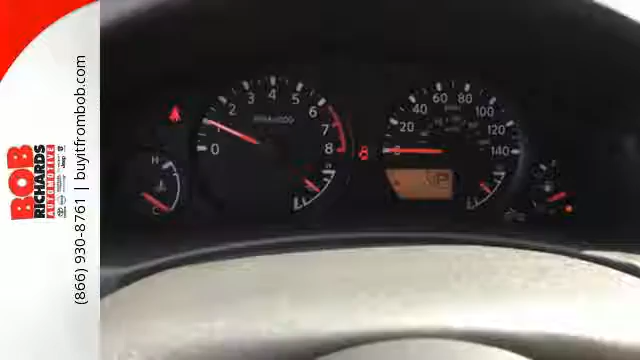 BOB
RICHARDS
AUTOMOTIVE
(866) 930-8761 | buyitfrombob.com
0 1 2 3 4 5 6 7 8
H
C
0 20 40 60 80 100 120 140
P